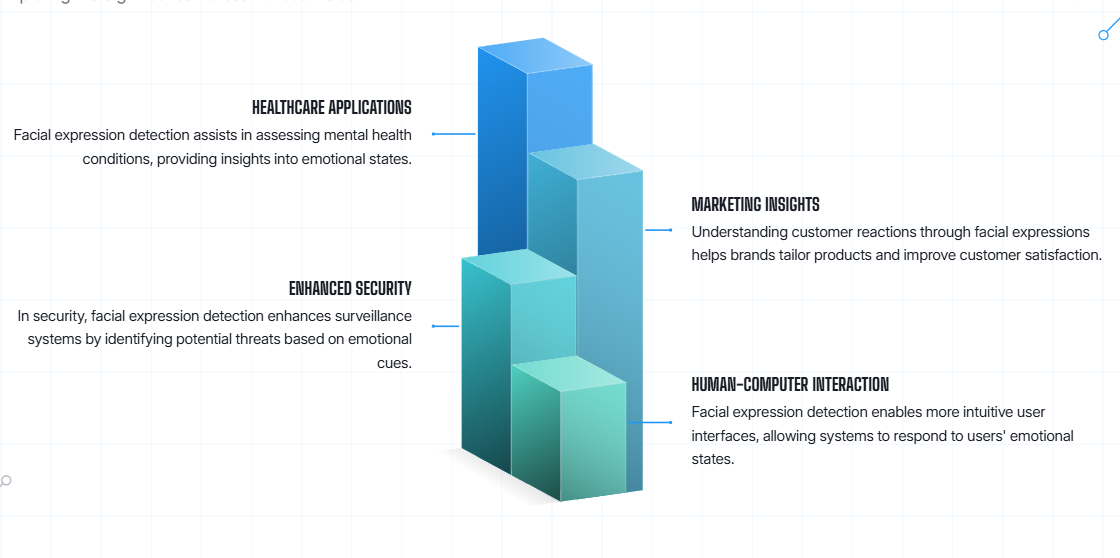 HEALTHCARE APPLICATIONS
Facial expression detection assists in assessing mental health
conditions, providing insights into emotional states.
MARKETING INSIGHTS
Understanding customer reactions through facial expressions
helps brands tailor products and improve customer satisfaction.
ENHANCED SECURITY
In security, facial expression detection enhances surveillance
systems by identifying potential threats based on emotional
cues.
HUMAN-COMPUTER INTERACTION
Facial expression detection enables more intuitive user
interfaces, allowing systems to respond to users' emotional
states.